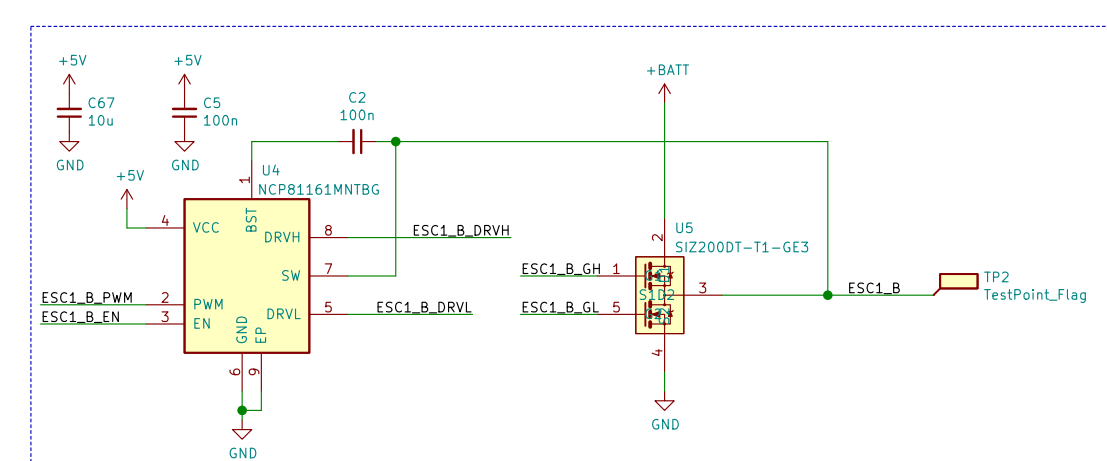 +5V
C67
10u
GND
+5V
C5
100n
GND
C2
100n
+BATT
+5V
U4
NCP81161MNTBG
1
BST
4
VCC
DRVH
8
ESC1_B_DRVH
SW
7
ESC1_B_PWM
2
PWM
ESC1_B_EN
3
EN
DRVL
5
ESC1_B_DRVL
GND
EP
6
9
GND
U5
SIZ200DT-T1-GE3
2
ESC1_B_GH
1
S1D2
3
ESC1_B_GL
5
4
GND
ESC1_B
TP2
TestPoint_Flag